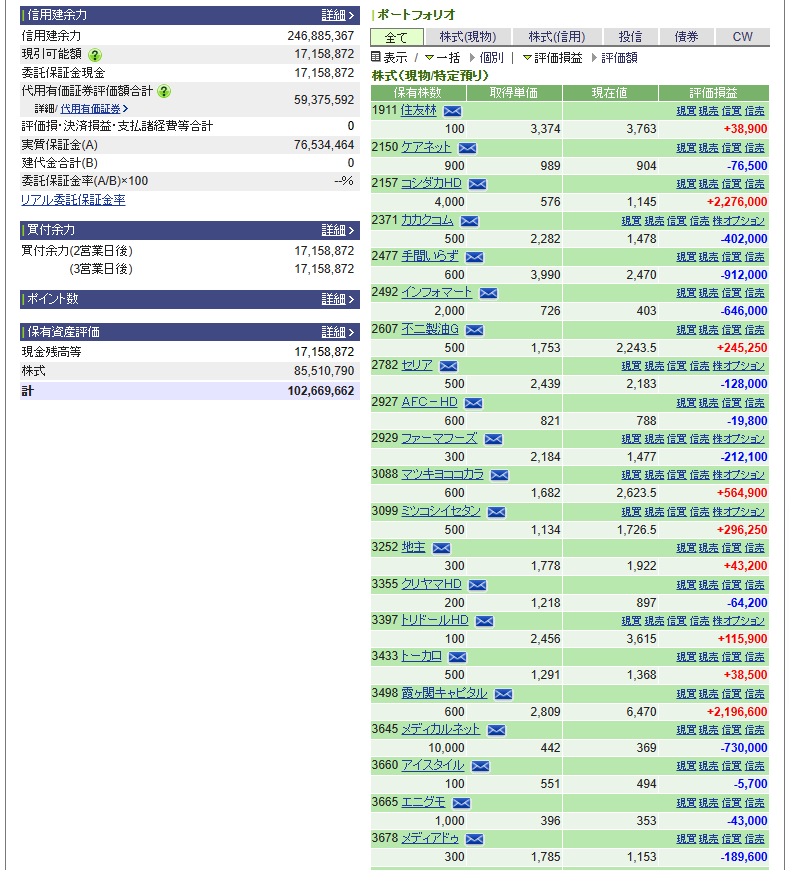 信用建余力 詳細
信用建余力 246,885,367
現引可能額 17,158,872
委託保証金現金 17,158,872
代用有価証券評価額合計 59,375,592
詳細/代用有価証券
評価損・決済損益・支払諸経費等合計 0
実質保証金(A) 76,534,464
建代金合計(B) 0
委託保証金率(A/B)×100 --%
リアル委託保証金率
買付余力 詳細
買付余力(2営業日後) 17,158,872
(3営業日後) 17,158,872
ポイント数 詳細
保有資産評価 詳細
現金残高等 17,158,872
株式 85,510,790
計 102,669,662
ポートフォリオ
全て 株式(現物) 株式(信用) 投信 債券 CW
表示 / 一括 個別 | 評価損益 評価額
株式(現物/特定預り)
保有株数 取得単価 現在値 評価損益
1911 住友林 現買 現売 信買 信売
100 3,374 3,763 +38,900
2150 ケアネット 現買 現売 信買 信売
900 989 904 -76,500
2157 コシダカHD 現買 現売 信買 信売
4,000 576 1,145 +2,276,000
2371 カカクコム 現買 現売 信買 信売 株オプション
500 2,282 1,478 -402,000
2477 手間いらず 現買 現売 信買 信売
600 3,990 2,470 -912,000
2492 インフォマート 現買 現売 信買 信売
2,000 726 403 -646,000
2607 不二製油G 現買 現売 信買 信売
500 1,753 2,243.5 +245,250
2782 セリア 現買 現売 信買 信売 株オプション
500 2,439 2,183 -128,000
2927 AFC－HD 現買 現売 信買 信売
600 821 788 -19,800
2929 ファーマフーズ 現買 現売 信買 信売 株オプション
300 2,184 1,477 -212,100
3088 マツキヨココカラ 現買 現売 信買 信売 株オプション
600 1,682 2,623.5 +564,900
3099 ミツコシイセタン 現買 現売 信買 信売 株オプション
500 1,134 1,726.5 +296,250
3252 地主 現買 現売 信買 信売
300 1,778 1,922 +43,200
3355 クリヤマHD 現買 現売 信買 信売
200 1,218 897 -64,200
3397 トリドールHD 現買 現売 信買 信売 株オプション
100 2,456 3,615 +115,900
3433 トーカロ 現買 現売 信買 信売
500 1,291 1,368 +38,500
3498 霞ヶ関キャピタル 現買 現売 信買 信売
600 2,809 6,470 +2,196,600
3645 メディカルネット 現買 現売 信買 信売
10,000 442 369 -730,000
3660 アイスタイル 現買 現売 信買 信売
100 551 494 -5,700
3665 エニグモ 現買 現売 信買 信売
1,000 396 353 -43,000
3678 メディアドゥ 現買 現売 信買 信売
300 1,785 1,153 -189,600